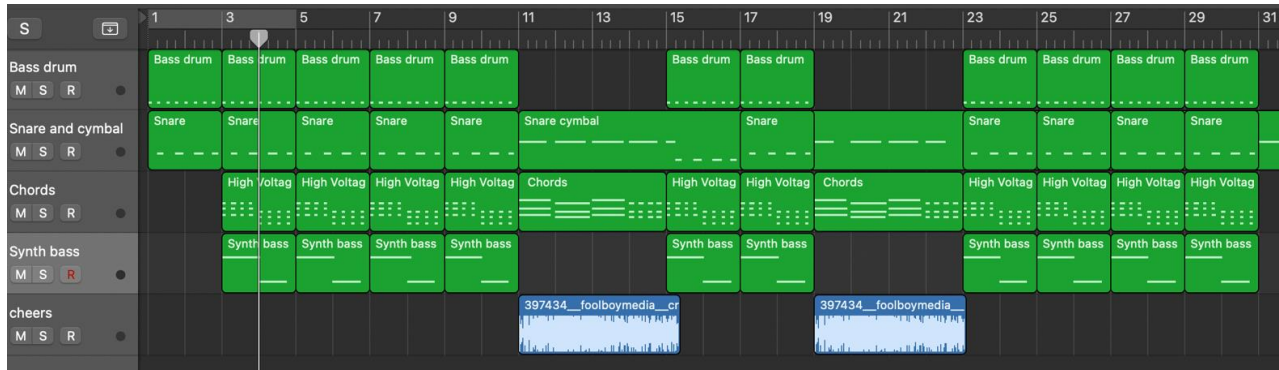 S
1 3 5 7 9 11 13 15 17 19 21 23 25 27 29 31
Bass drum
M S R
Bass drum Bass drum Bass drum Bass drum Bass drum Bass drum Bass drum Bass drum Bass drum Bass drum Bass drum
Snare and cymbal
M S R
Snare Snare Snare Snare Snare Snare cymbal Snare Snare Snare Snare Snare
Chords
M S R
High Voltag High Voltag High Voltag High Voltag Chords High Voltag High Voltag Chords High Voltag High Voltag High Voltag High Voltag
Synth bass
M S R
Synth bass Synth bass Synth bass Synth bass Synth bass Synth bass Synth bass Synth bass Synth bass Synth bass
cheers
M S R
397434__foolboymedia__cr 397434__foolboymedia__